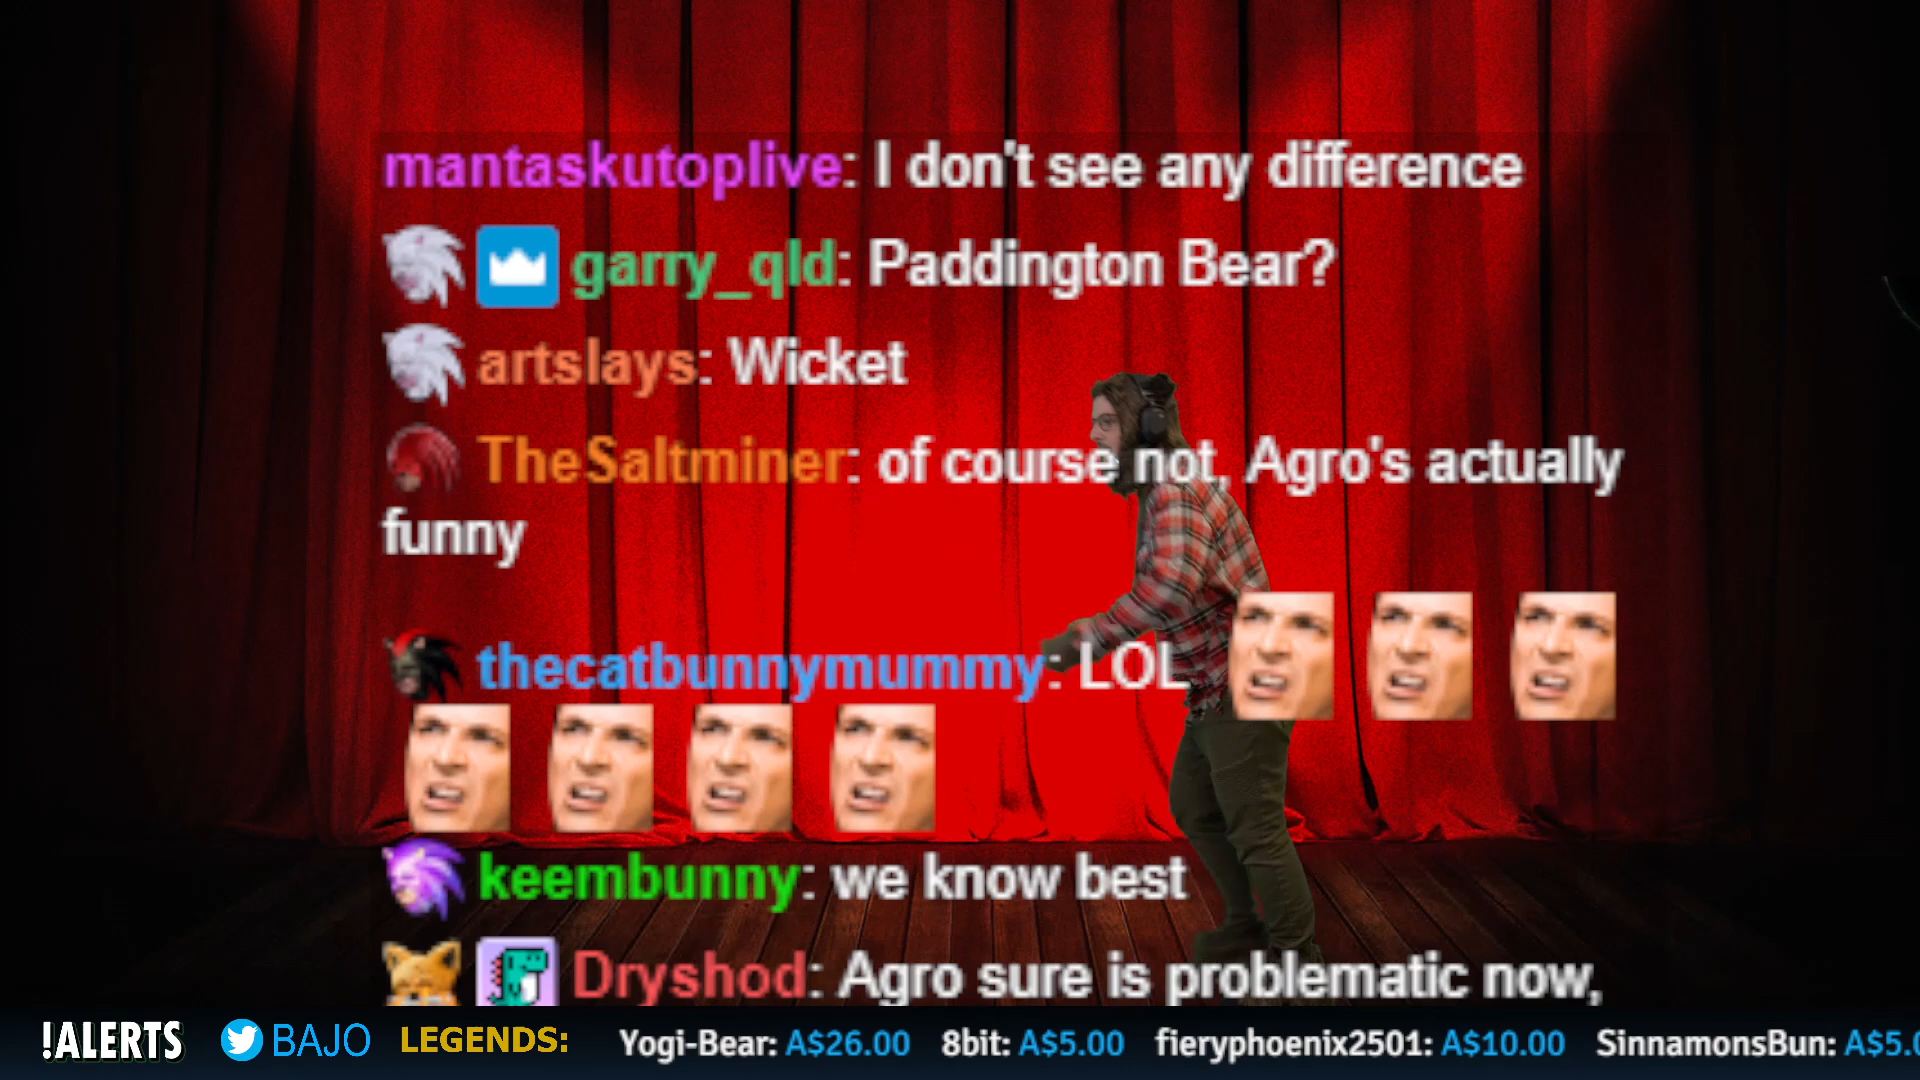 mantaskutoplive: I don't see any difference
garry_qld: Paddington Bear?
artslays: Wicket
TheSaltminer: of course not, Agro's actually
funny
thecatbunnymummy: LOL
keembunny: we know best
Dryshod: Agro sure is problematic now,
!ALERTS BAJO LEGENDS: Yogi-Bear: A$26.00 8bit: A$5.00 fieryphoenix2501: A$10.00 SinnamonsBun: A$5.0